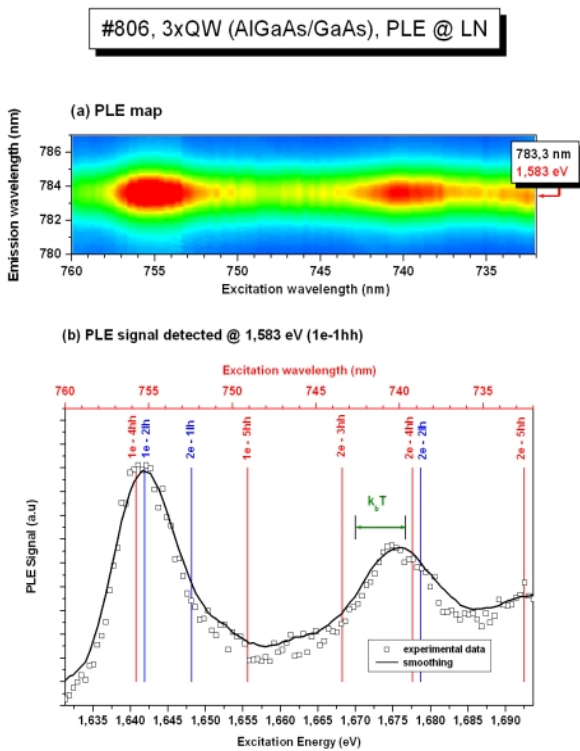 #806, 3xQW (AlGaAs/GaAs), PLE @ LN
(a) PLE map
Emission wavelength (nm)
786
784
782
780
783,3 nm
1,583 eV
760 755 750 745 740 735
Excitation wavelength (nm)
(b) PLE signal detected @ 1,583 eV (1e-1hh)
Excitation wavelength (nm)
760 755 750 745 740 735
1e - 4hh
1e - 2lh
2e - 1lh
1e - 5hh
2e - 3hh
2e - 4hh
2e - 2lh
2e - 5hh
kbT
PLE Signal (a.u)
experimental data
smoothing
1,635 1,640 1,645 1,650 1,655 1,660 1,665 1,670 1,675 1,680 1,685 1,690
Excitation Energy (eV)